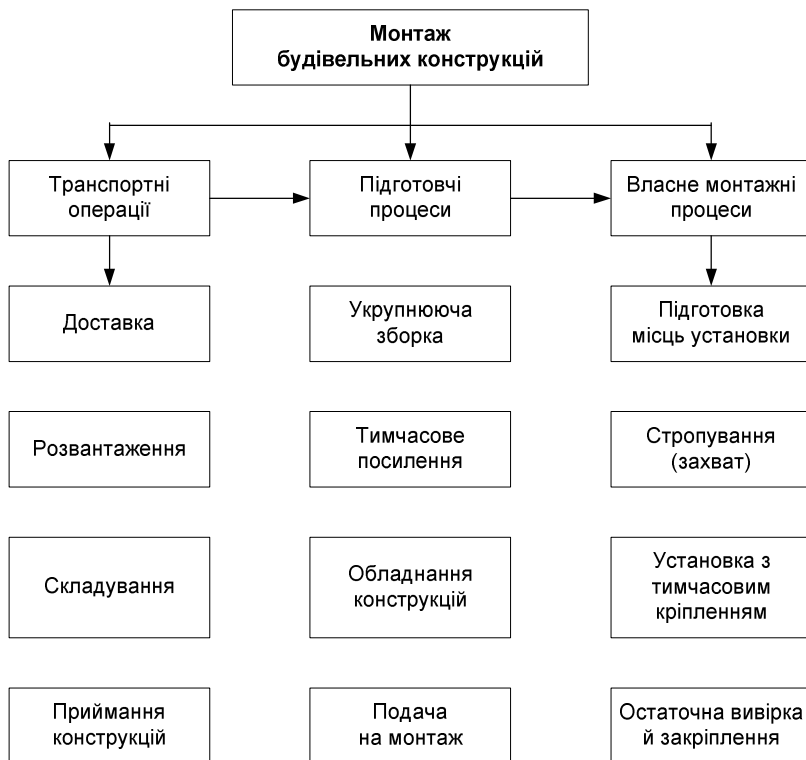 Монтаж
будівельних конструкцій
Транспортні
операції
Підготовчі
процеси
Власне монтажні
процеси
Доставка
Укрупнююча
зборка
Підготовка
місць установки
Розвантаження
Тимчасове
посилення
Стропування
(захват)
Складування
Обладнання
конструкцій
Установка з
тимчасовим
кріпленням
Приймання
конструкцій
Подача
на монтаж
Остаточна вивірка
й закріплення